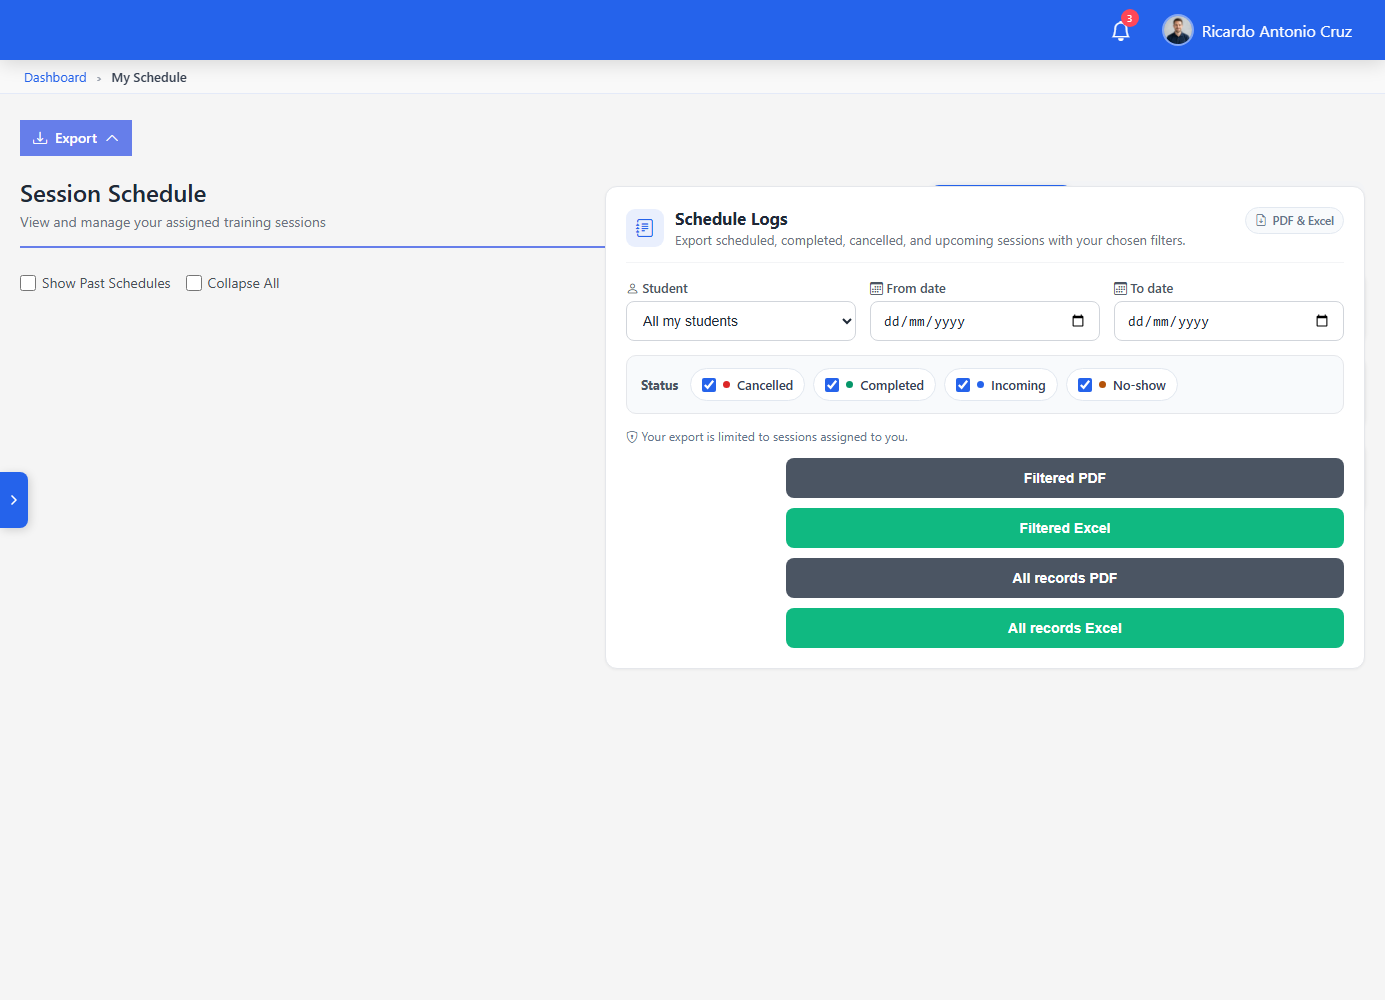 3
Ricardo Antonio Cruz
Dashboard > My Schedule
Export
Session Schedule
View and manage your assigned training sessions
Show Past Schedules
Collapse All
Schedule Logs
Export scheduled, completed, cancelled, and upcoming sessions with your chosen filters.
PDF & Excel
Student
From date
To date
All my students
dd/mm/yyyy
dd/mm/yyyy
Status
Cancelled
Completed
Incoming
No-show
Your export is limited to sessions assigned to you.
Filtered PDF
Filtered Excel
All records PDF
All records Excel